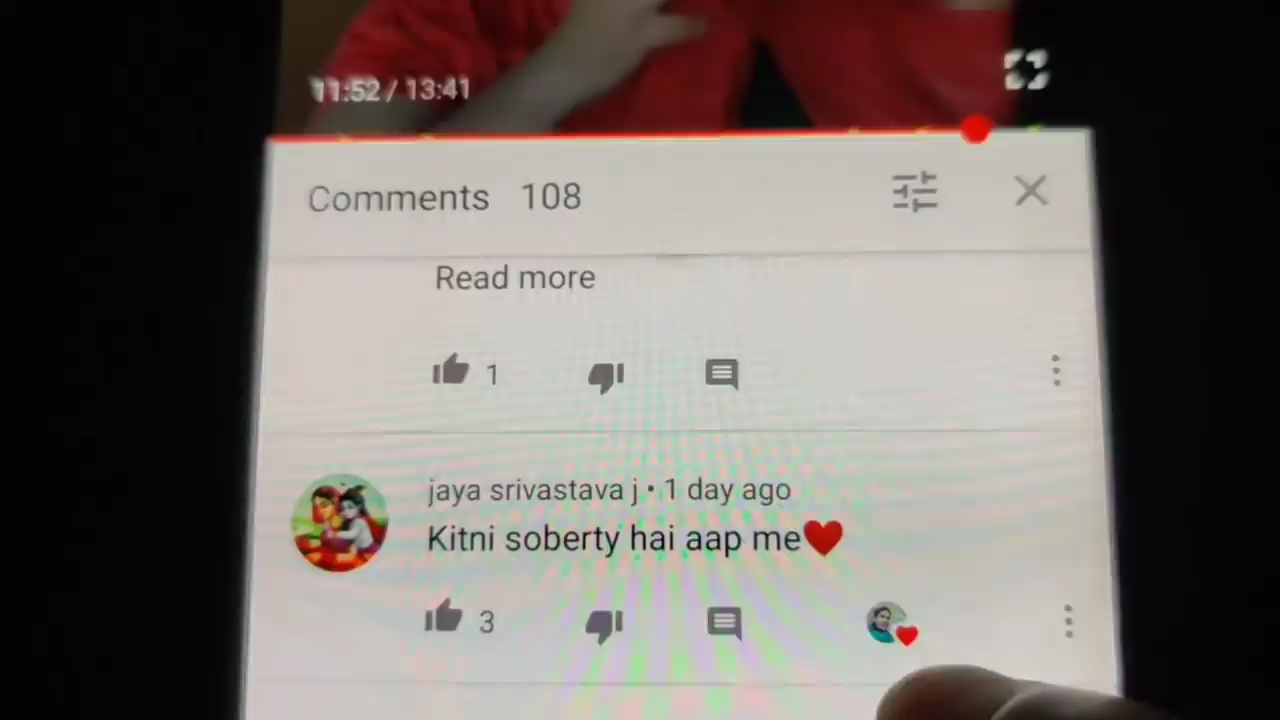 11:52 / 13:41
Comments 108
Read more
1
jaya srivastava j • 1 day ago
Kitni soberty hai aap me❤️
3